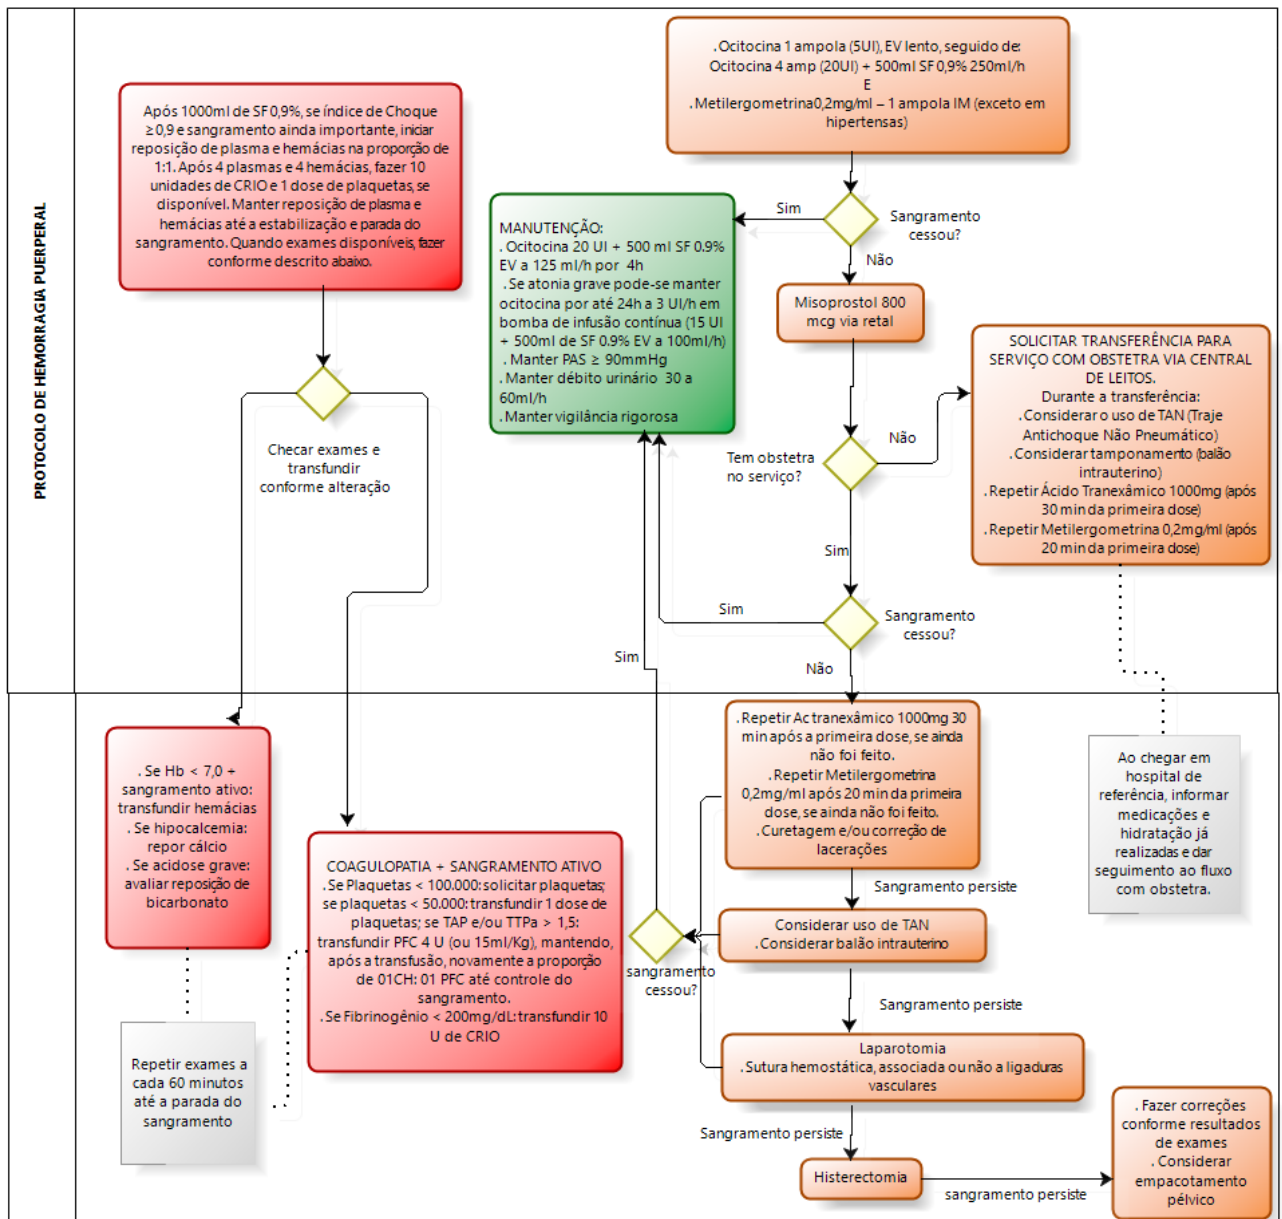 PROTOCOLO DE HEMORRAGIA PUERPERAL
. Ocitocina 1 ampola (5UI), EV lento, seguido de:
Ocitocina 4 amp (20UI) + 500ml SF 0,9% 250ml/h
E
. Metilergometrina0,2mg/ml – 1 ampola IM (exceto em
hipertensas)
Após 1000ml de SF 0,9%, se índice de Choque
≥ 0,9 e sangramento ainda importante, iniciar
reposição de plasma e hemácias na proporção de
1:1. Após 4 plasmas e 4 hemácias, fazer 10
unidades de CRIO e 1 dose de plaquetas, se
disponível. Manter reposição de plasma e
hemácias até a estabilização e parada do
sangramento. Quando exames disponíveis, fazer
conforme descrito abaixo.
Sim
Sangramento
cessou?
Não
MANUTENÇÃO:
. Ocitocina 20 UI + 500 ml SF 0.9%
EV a 125 ml/h por 4h
. Se atonia grave pode-se manter
ocitocina por até 24h a 3 UI/h em
bomba de infusão contínua (15 UI
+ 500ml de SF 0.9% EV a 100ml/h)
. Manter PAS ≥ 90mmHg
. Manter débito urinário 30 a
60ml/h
. Manter vigilância rigorosa
Misoprostol 800
mcg via retal
SOLICITAR TRANSFERÊNCIA PARA
SERVIÇO COM OBSTETRA VIA CENTRAL
DE LEITOS.
Durante a transferência:
. Considerar o uso de TAN (Traje
Antichoque Não Pneumático)
. Considerar tamponamento (balão
intrauterino)
. Repetir Ácido Tranexâmico 1000mg (após
30 min da primeira dose)
. Repetir Metilergometrina 0,2mg/ml (após
20 min da primeira dose)
Checar exames e
transfundir
conforme alteração
Tem obstetra
no serviço?
Não
Sim
Sim
Sangramento
cessou?
Não
Sim
. Se Hb < 7,0 +
sangramento ativo:
transfundir hemácias
. Se hipocalcemia:
repor cálcio
. Se acidose grave:
avaliar reposição de
bicarbonato
. Repetir Ac tranexâmico 1000mg 30
min após a primeira dose, se ainda
não foi feito.
. Repetir Metilergometrina
0,2mg/ml após 20 min da primeira
dose, se ainda não foi feito.
. Curetagem e/ou correção de
lacerações
Ao chegar em
hospital de
referência, informar
medicações e
hidratação já
realizadas e dar
seguimento ao fluxo
com obstetra.
COAGULOPATIA + SANGRAMENTO ATIVO
. Se Plaquetas < 100.000: solicitar plaquetas;
se plaquetas < 50.000: transfundir 1 dose de
plaquetas; se TAP e/ou TTPa > 1,5:
transfundir PFC 4 U (ou 15ml/Kg), mantendo,
após a transfusão, novamente a proporção
de 01CH: 01 PFC até controle do
sangramento.
. Se Fibrinogênio < 200mg/dL: transfundir 10
U de CRIO
Sangramento persiste
Considerar uso de TAN
. Considerar balão intrauterino
sangramento
cessou?
Sangramento persiste
Repetir exames a
cada 60 minutos
até a parada do
sangramento
Laparotomia
. Sutura hemostática, associada ou não a ligaduras
vasculares
Sangramento persiste
Histerectomia
sangramento persiste
. Fazer correções
conforme resultados
de exames
. Considerar
empacotamento
pélvico